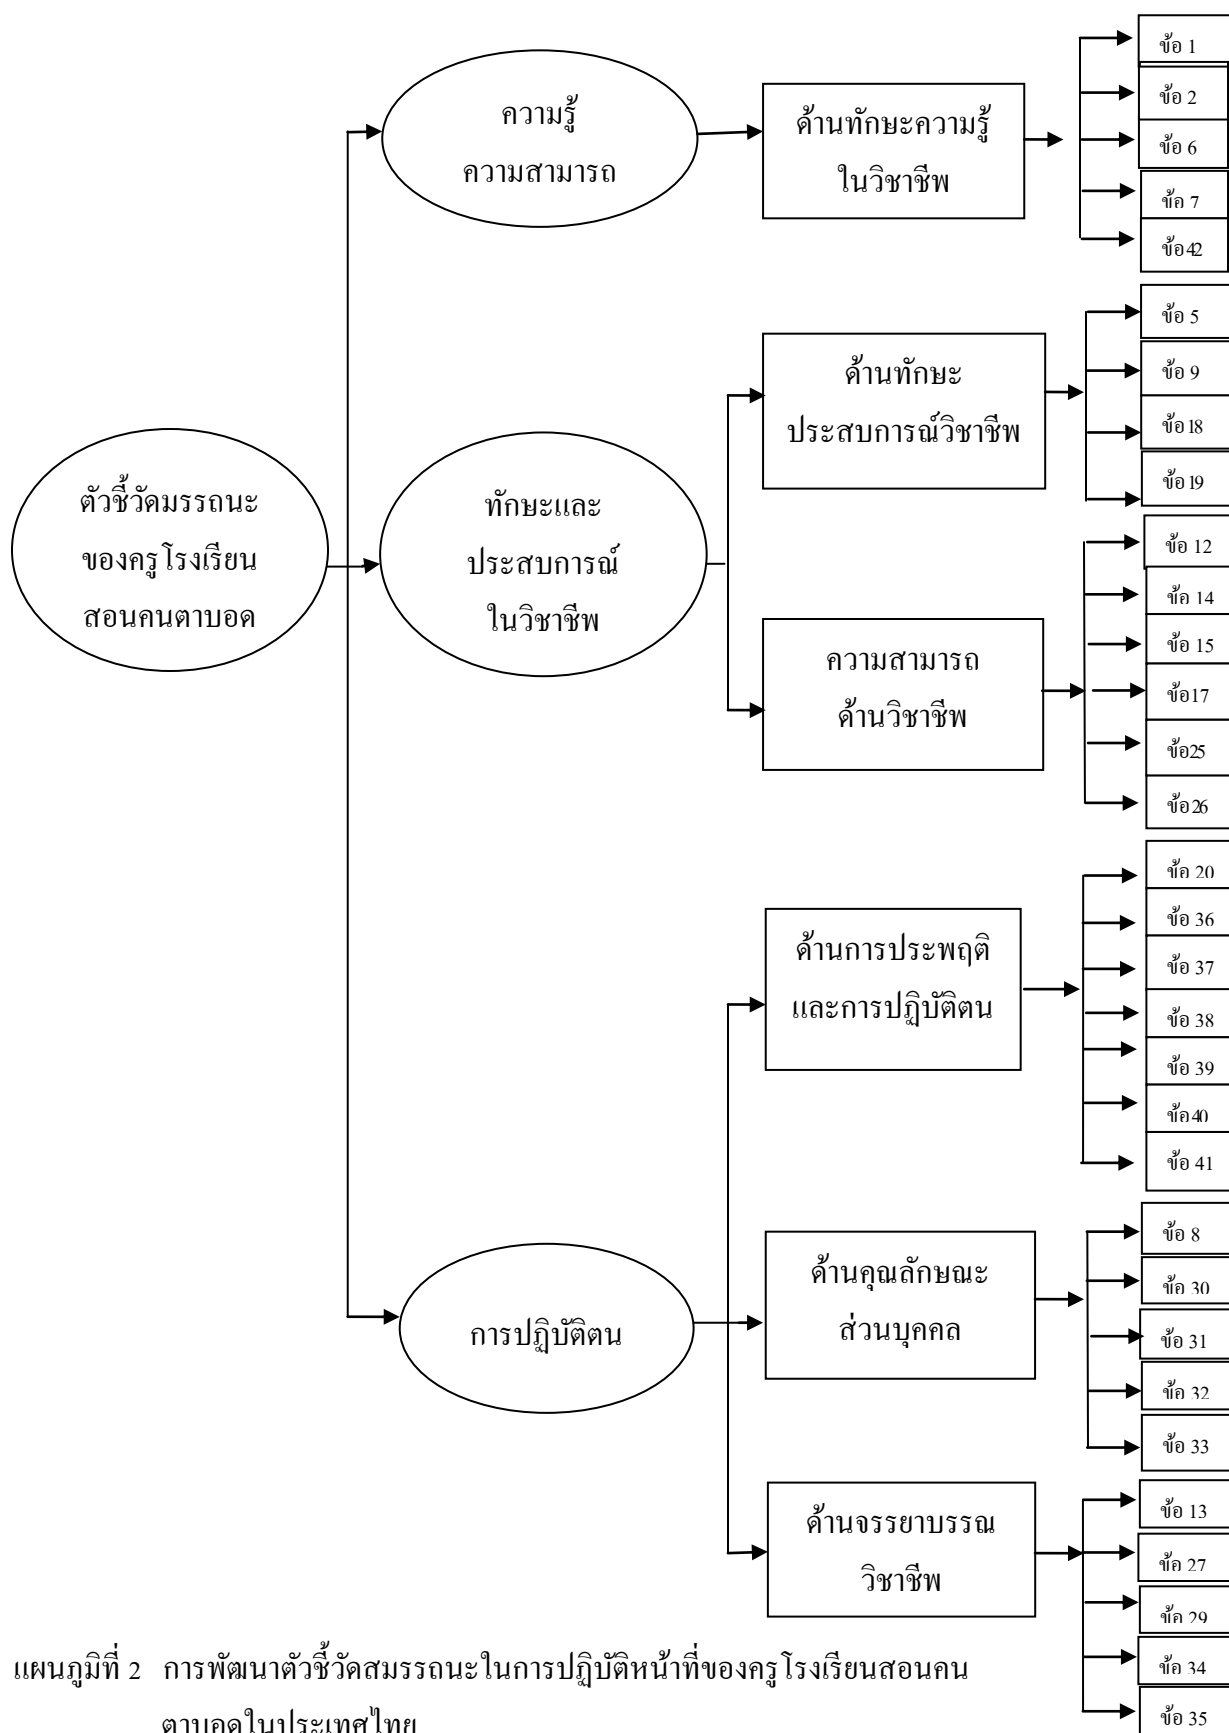 ตัวชี้วัดมรรถนะ
ของครูโรงเรียน
สอนคนตาบอด
ความรู้
ความสามารถ
ด้านทักษะความรู้
ในวิชาชีพ
ข้อ 1
ข้อ 2
ข้อ 6
ข้อ 7
ข้อ42
ทักษะและ
ประสบการณ์
ในวิชาชีพ
ด้านทักษะ
ประสบการณ์วิชาชีพ
ข้อ 5
ข้อ 9
ข้อ 18
ข้อ 19
ความสามารถ
ด้านวิชาชีพ
ข้อ 12
ข้อ 14
ข้อ 15
ข้อ17
ข้อ25
ข้อ26
การปฏิบัติตน
ด้านการประพฤติ
และการปฏิบัติตน
ข้อ 20
ข้อ 36
ข้อ 37
ข้อ 38
ข้อ 39
ข้อ40
ข้อ 41
ด้านคุณลักษณะ
ส่วนบุคคล
ข้อ 8
ข้อ 30
ข้อ 31
ข้อ 32
ข้อ 33
ด้านจรรยาบรรณ
วิชาชีพ
ข้อ 13
ข้อ 27
ข้อ 29
ข้อ 34
ข้อ 35
แผนภูมิที่ 2 การพัฒนาตัวชี้วัดสมรรถนะในการปฏิบัติหน้าที่ของครูโรงเรียนสอนคน
ตาบอดในประเทศไทย